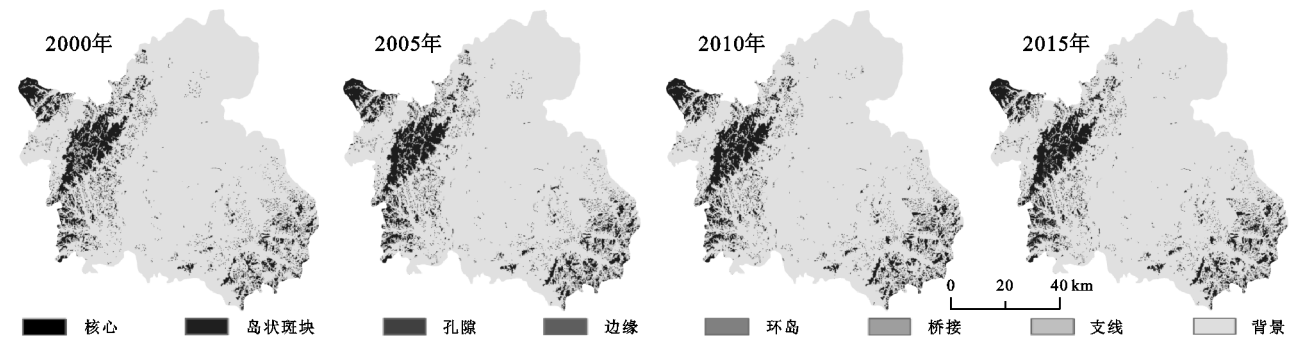 2000年
2005年
2010年
2015年
0 20 40 km
核心 岛状斑块 孔隙 边缘 环岛 桥接 支线 背景